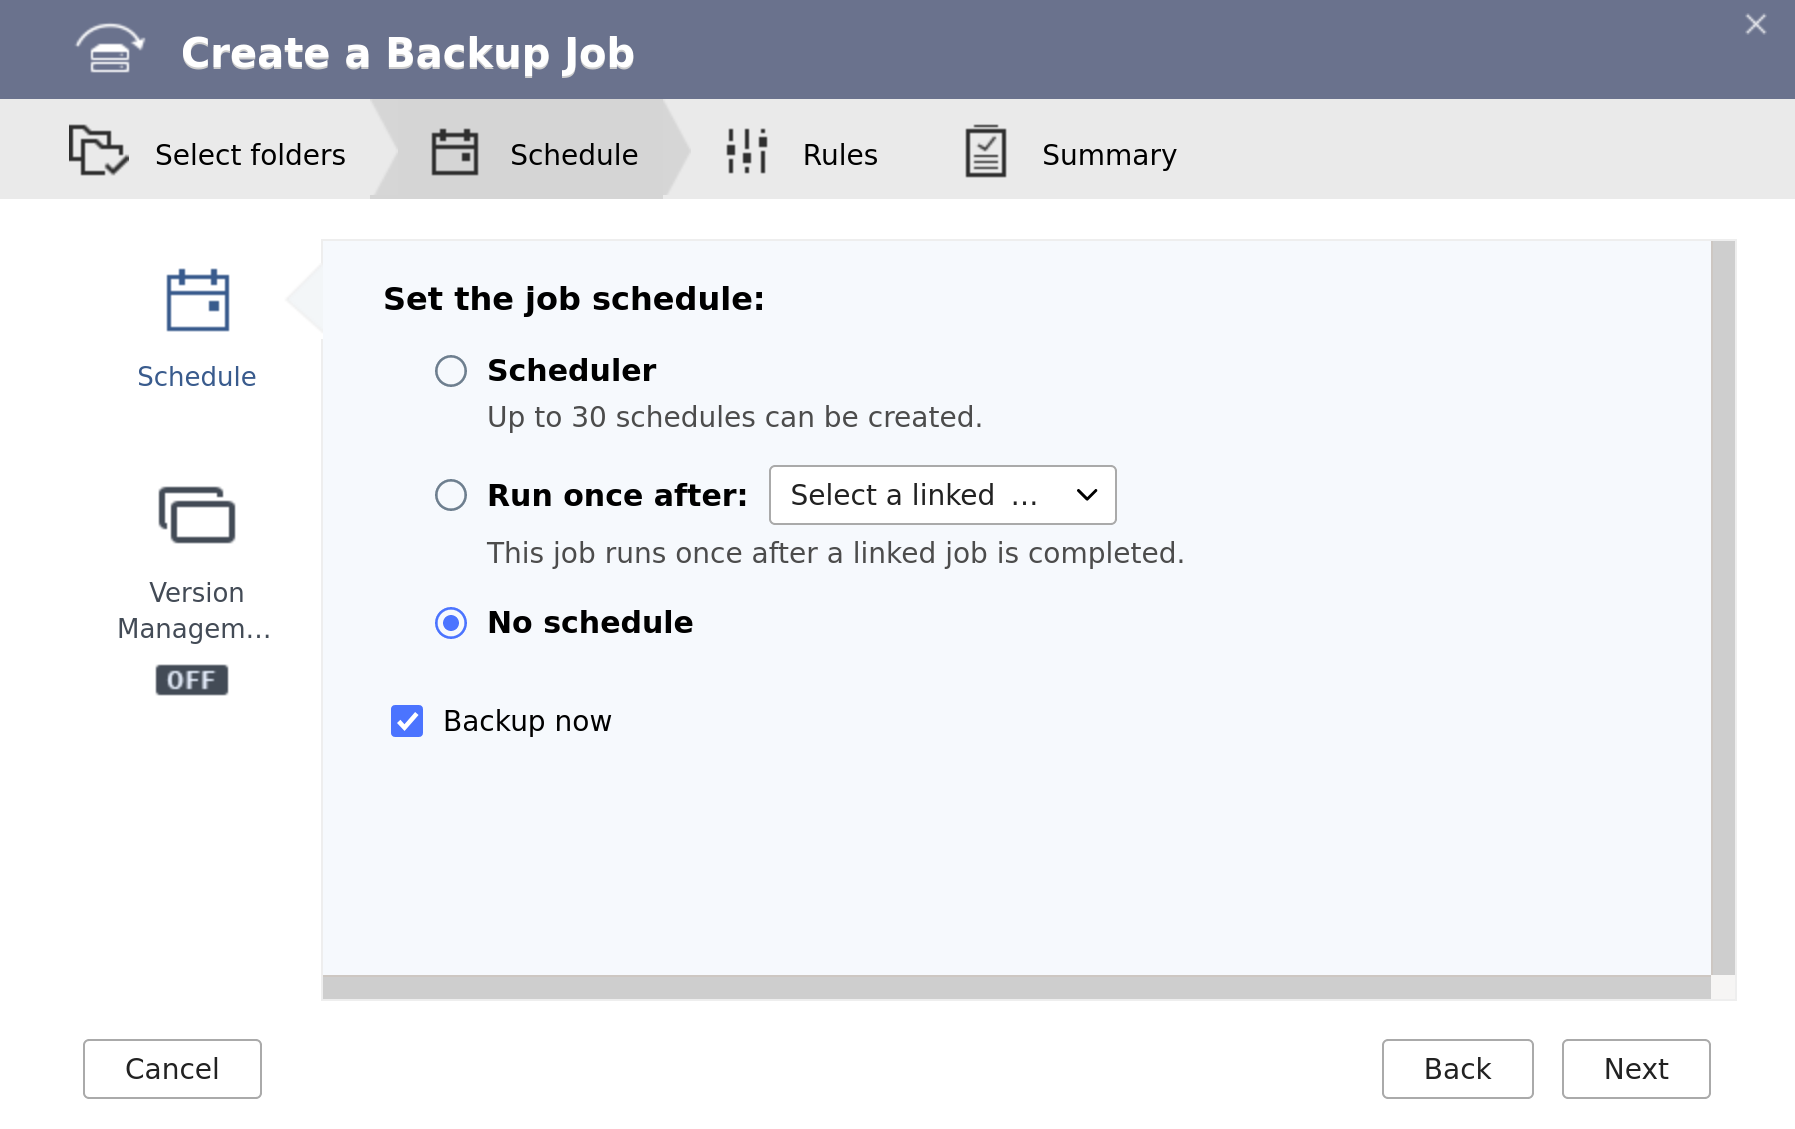 Create a Backup Job
Select folders
Schedule
Rules
Summary
Schedule
Version
Managem...
OFF
Set the job schedule:
Scheduler
Up to 30 schedules can be created.
Run once after: Select a linked ...
This job runs once after a linked job is completed.
No schedule
Backup now
Cancel
Back
Next